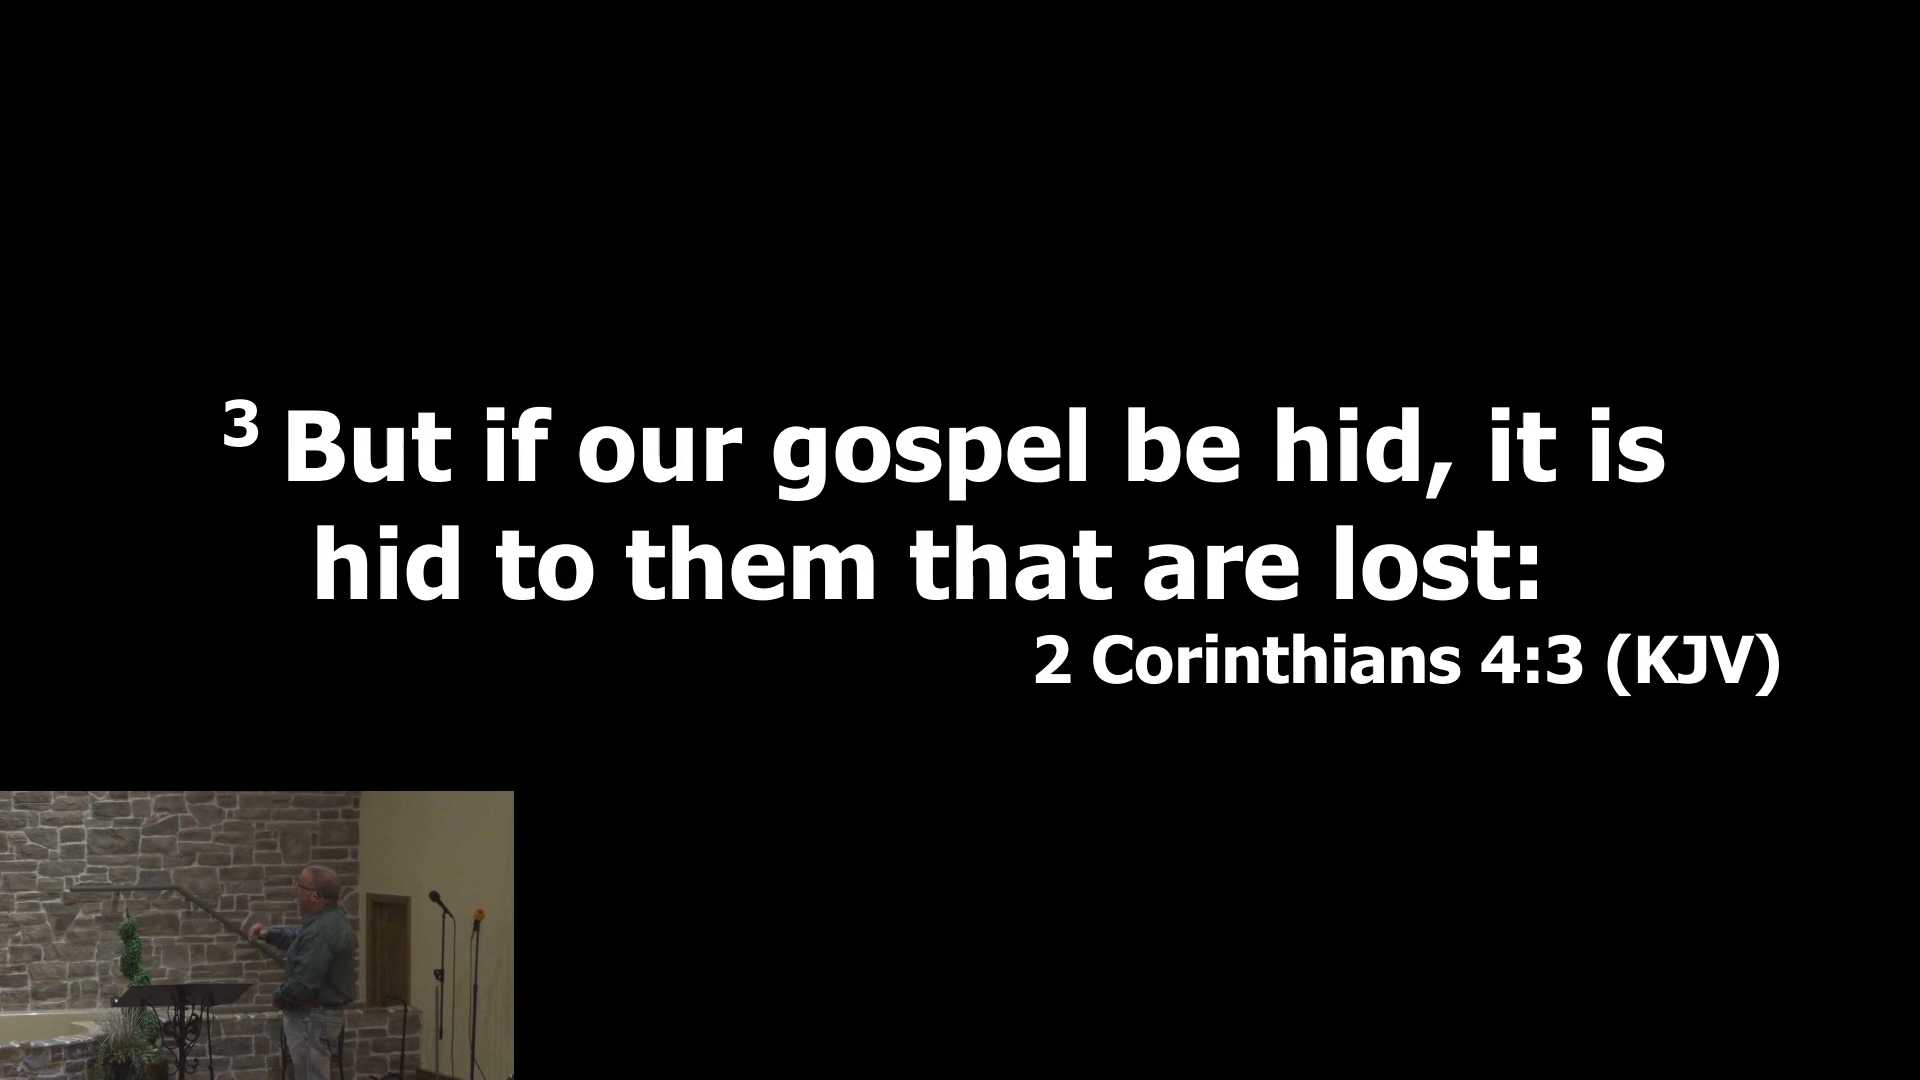 3 But if our gospel be hid, it is
hid to them that are lost:
2 Corinthians 4:3 (KJV)